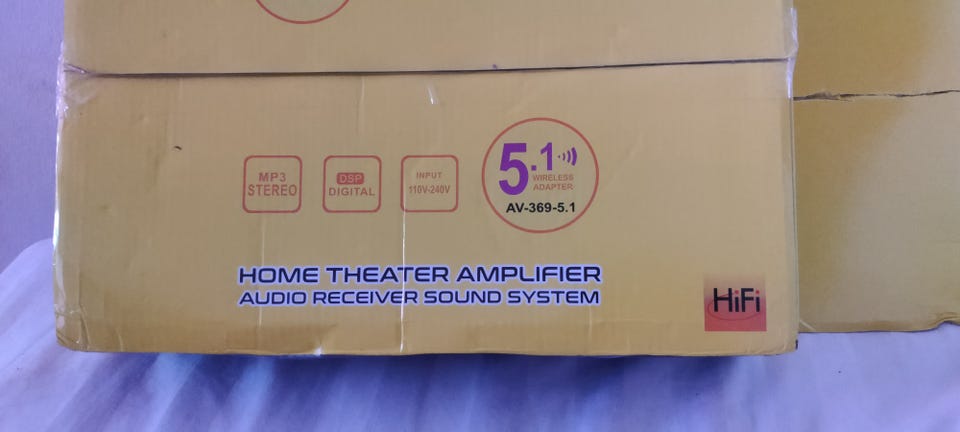 MP3
STEREO
DSP
DIGITAL
INPUT
110V-240V
5.1
WIRELESS
ADAPTER
AV-369-5.1
HOME THEATER AMPLIFIER
AUDIO RECEIVER SOUND SYSTEM
HiFi